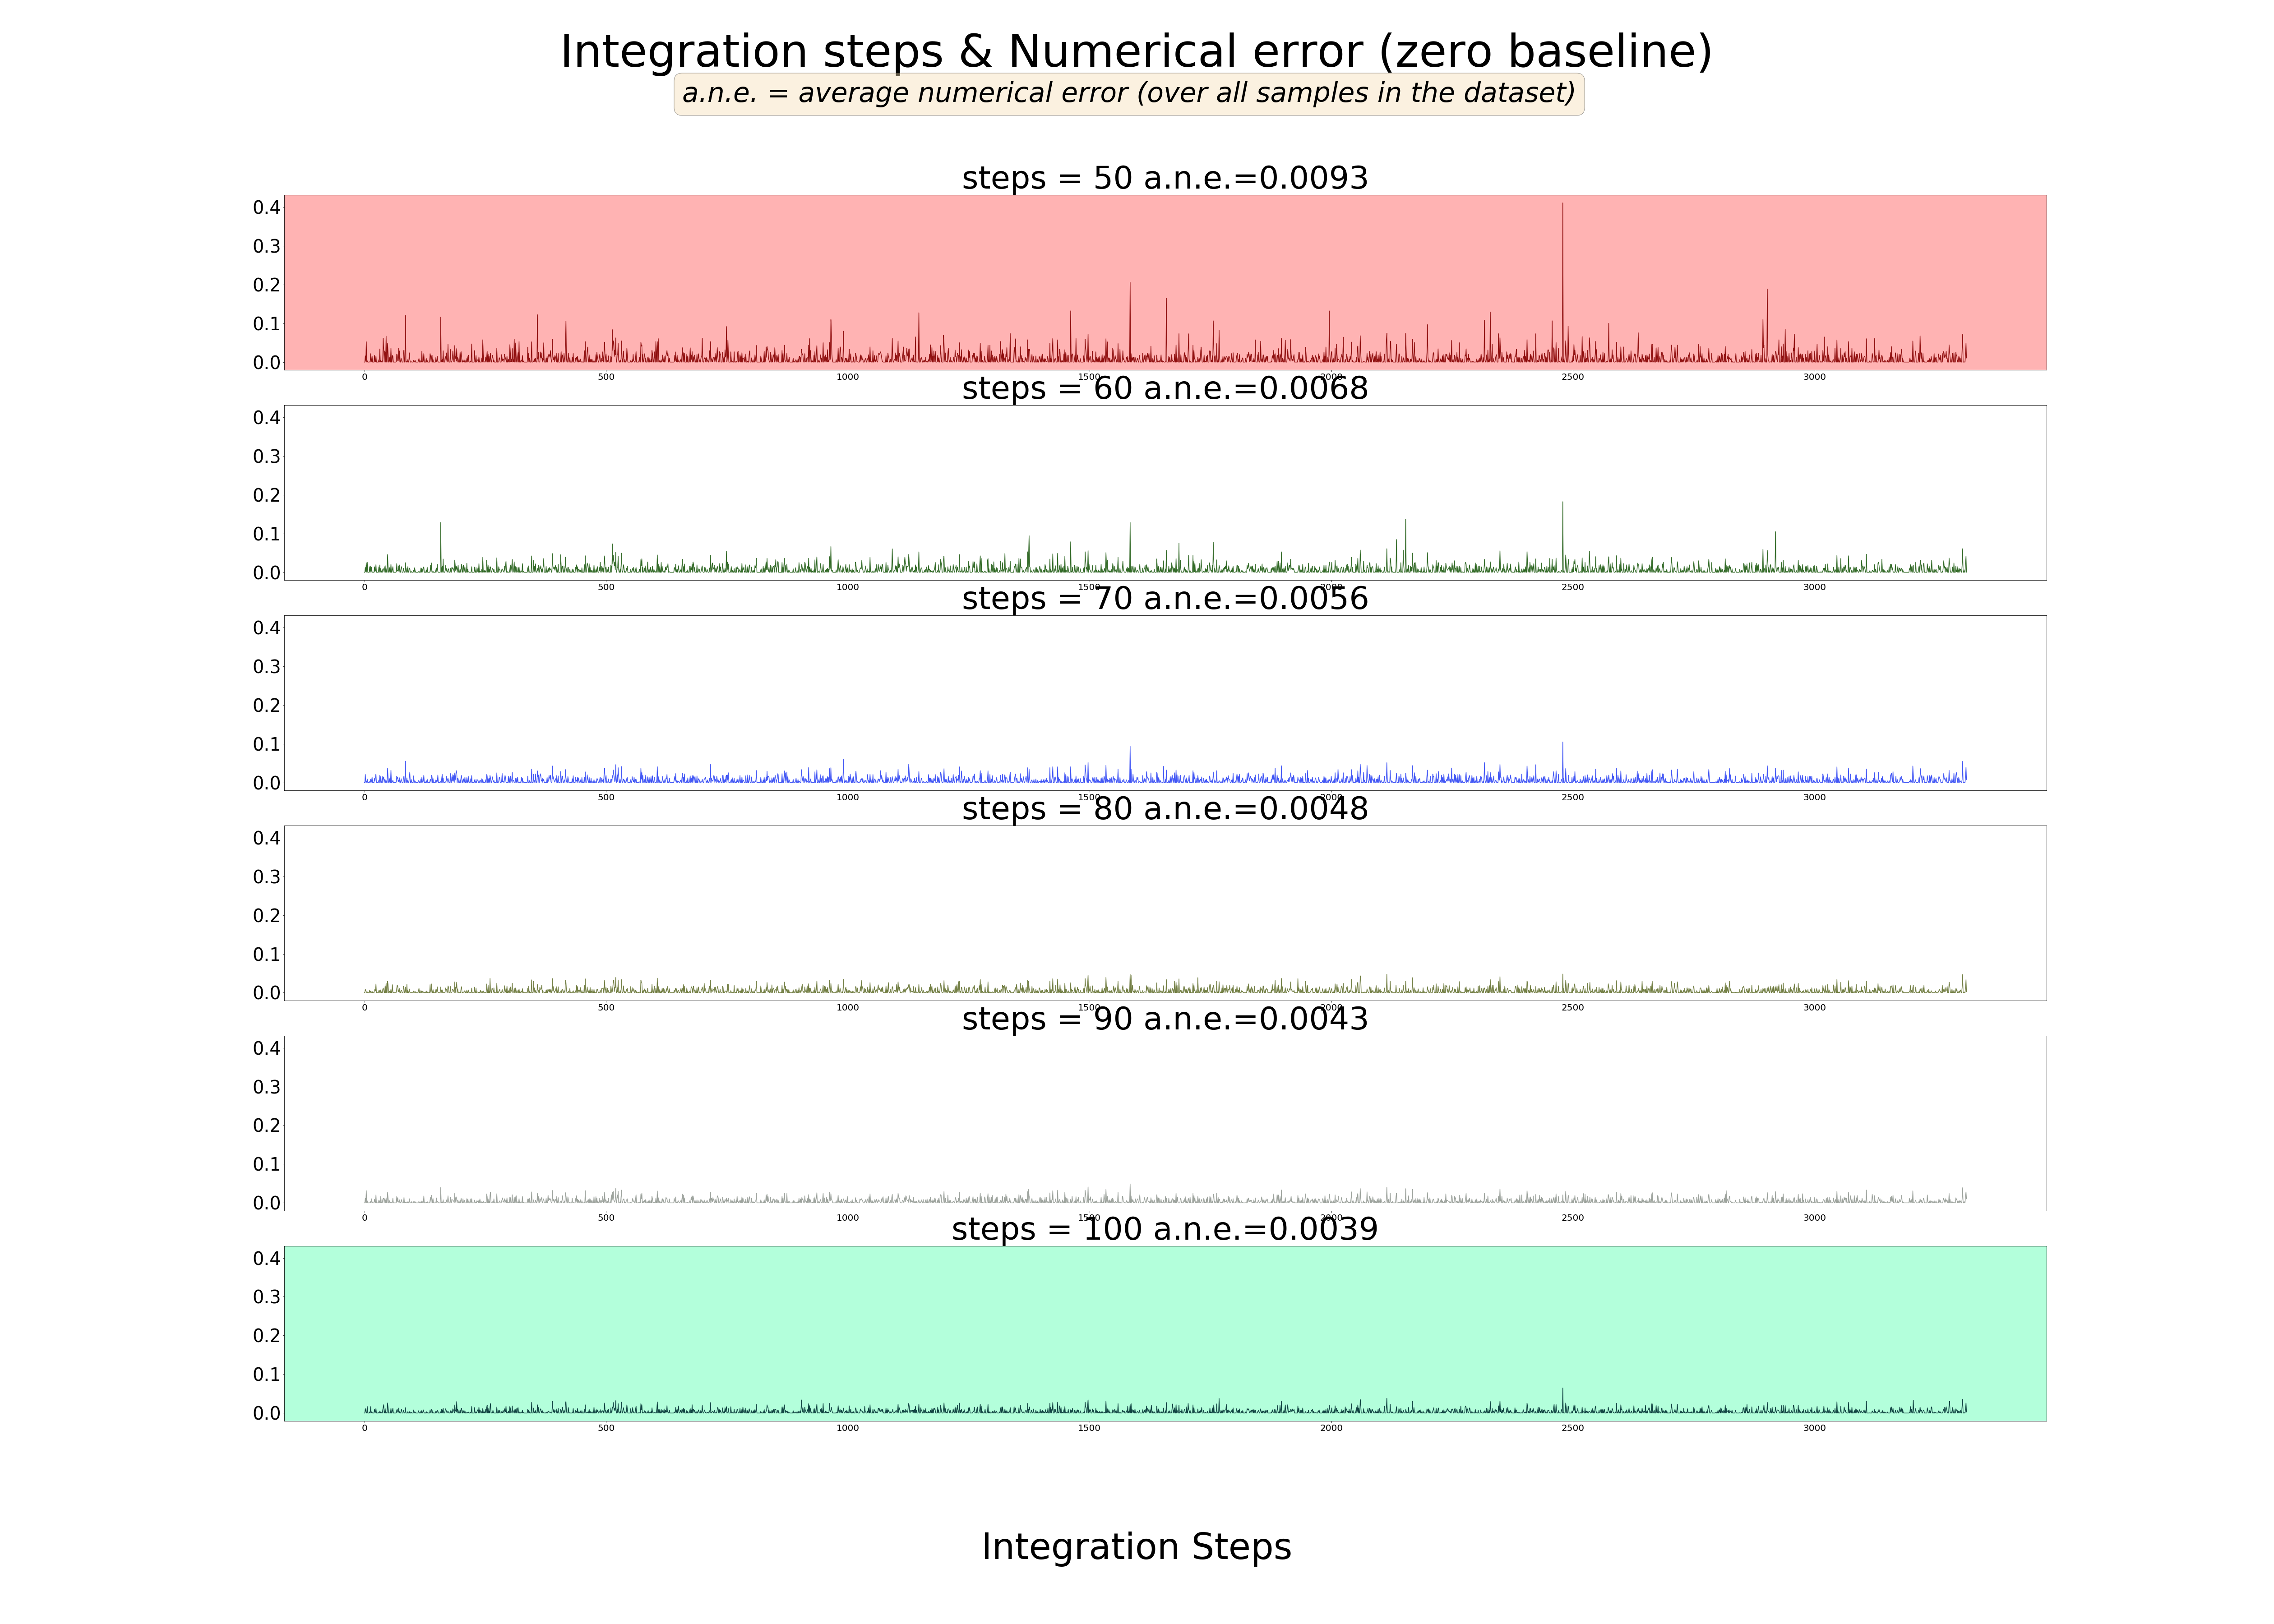 Integration steps & Numerical error (zero baseline)
a.n.e. = average numerical error (over all samples in the dataset)
steps = 50 a.n.e.=0.0093
0.4
0.3
0.2
0.1
0.0
0 500 1000 1500 2000 2500 3000
steps = 60 a.n.e.=0.0068
0.4
0.3
0.2
0.1
0.0
0 500 1000 1500 2000 2500 3000
steps = 70 a.n.e.=0.0056
0.4
0.3
0.2
0.1
0.0
0 500 1000 1500 2000 2500 3000
steps = 80 a.n.e.=0.0048
0.4
0.3
0.2
0.1
0.0
0 500 1000 1500 2000 2500 3000
steps = 90 a.n.e.=0.0043
0.4
0.3
0.2
0.1
0.0
0 500 1000 1500 2000 2500 3000
steps = 100 a.n.e.=0.0039
0.4
0.3
0.2
0.1
0.0
0 500 1000 1500 2000 2500 3000
Integration Steps